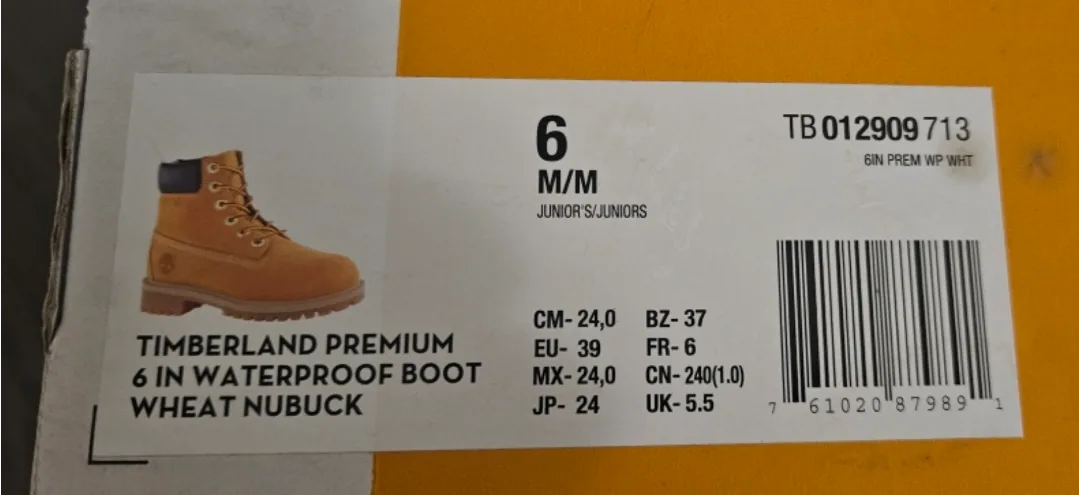 TIMBERLAND PREMIUM
6 IN WATERPROOF BOOT
WHEAT NUBUCK
6
M/M
JUNIOR'S/JUNIORS
CM- 24,0 BZ- 37
EU- 39 FR- 6
MX- 24,0 CN- 240(1.0)
JP- 24 UK- 5.5
TB 012909 713
6IN PREM WP WHT
7 61020 87989 1